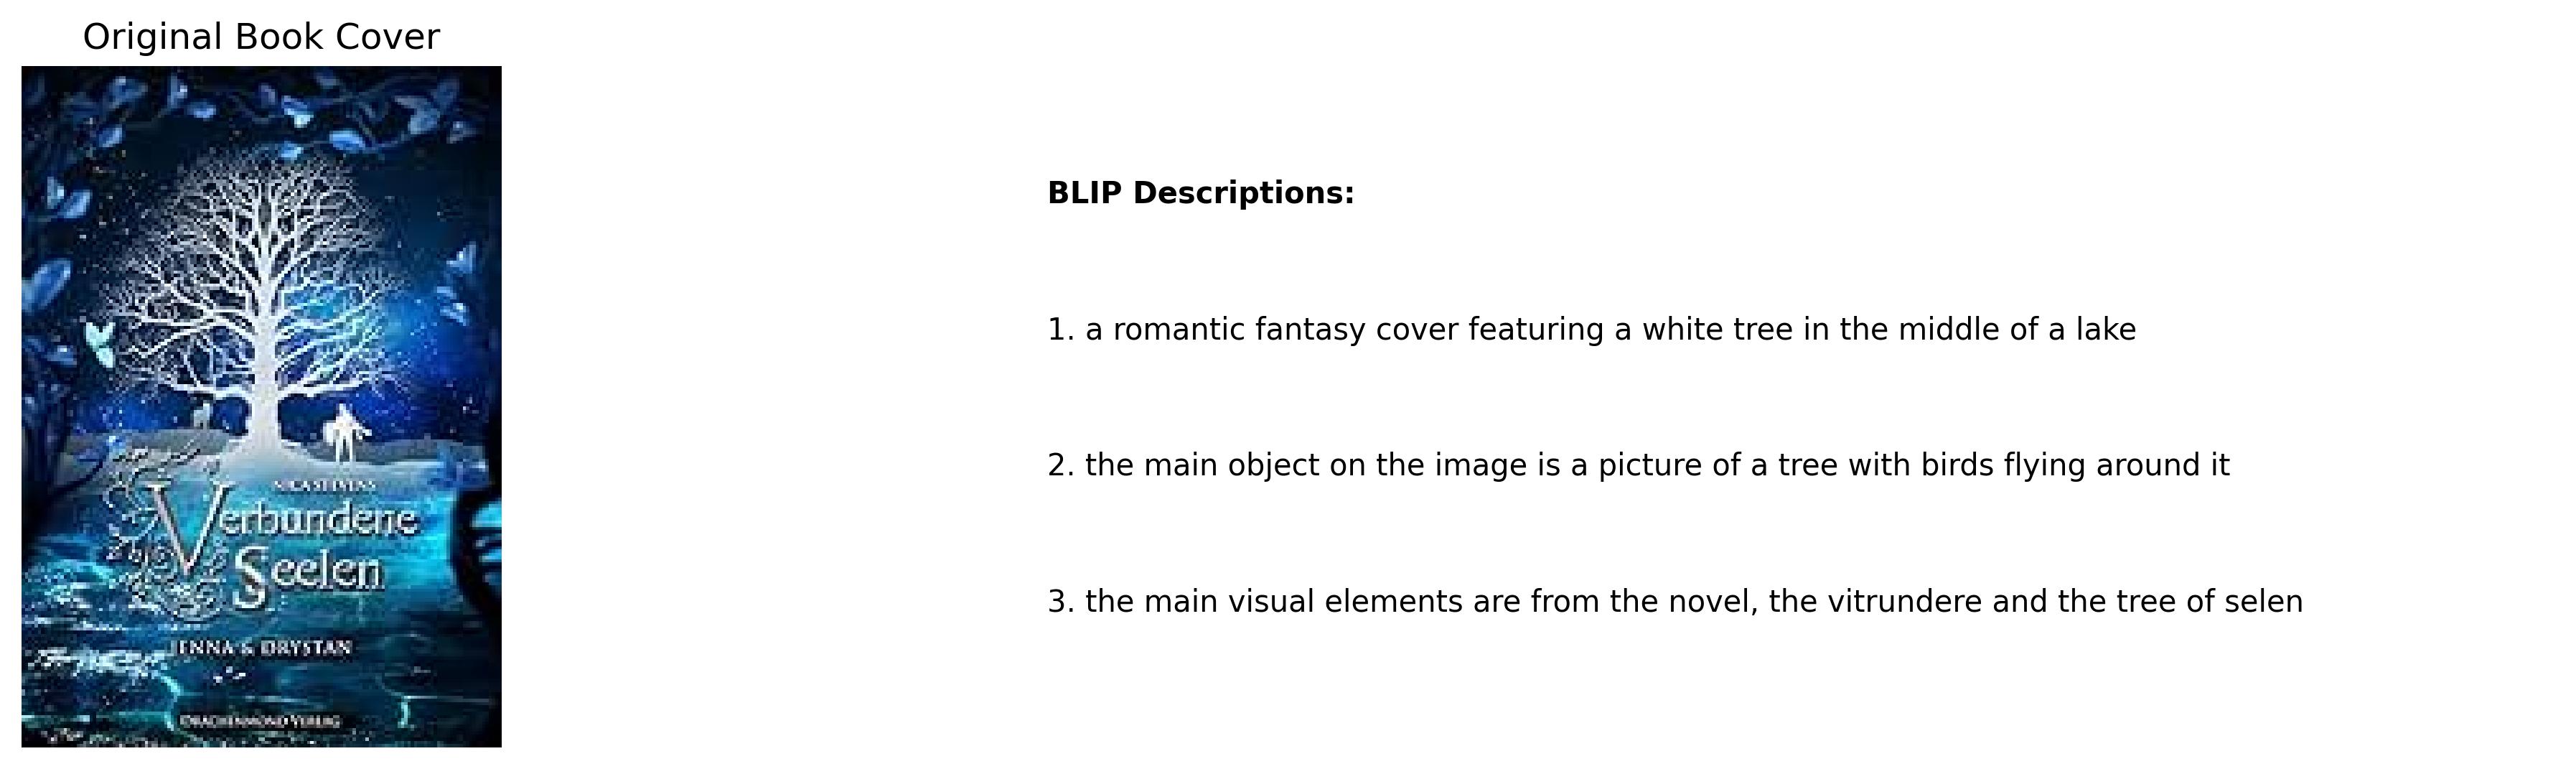 Original Book Cover
NICA STEVENS
Verbundene
Seelen
JENNA & DRYSTAN
DRACHENMOND VERLAG
BLIP Descriptions:
1. a romantic fantasy cover featuring a white tree in the middle of a lake
2. the main object on the image is a picture of a tree with birds flying around it
3. the main visual elements are from the novel, the vitrundere and the tree of selen